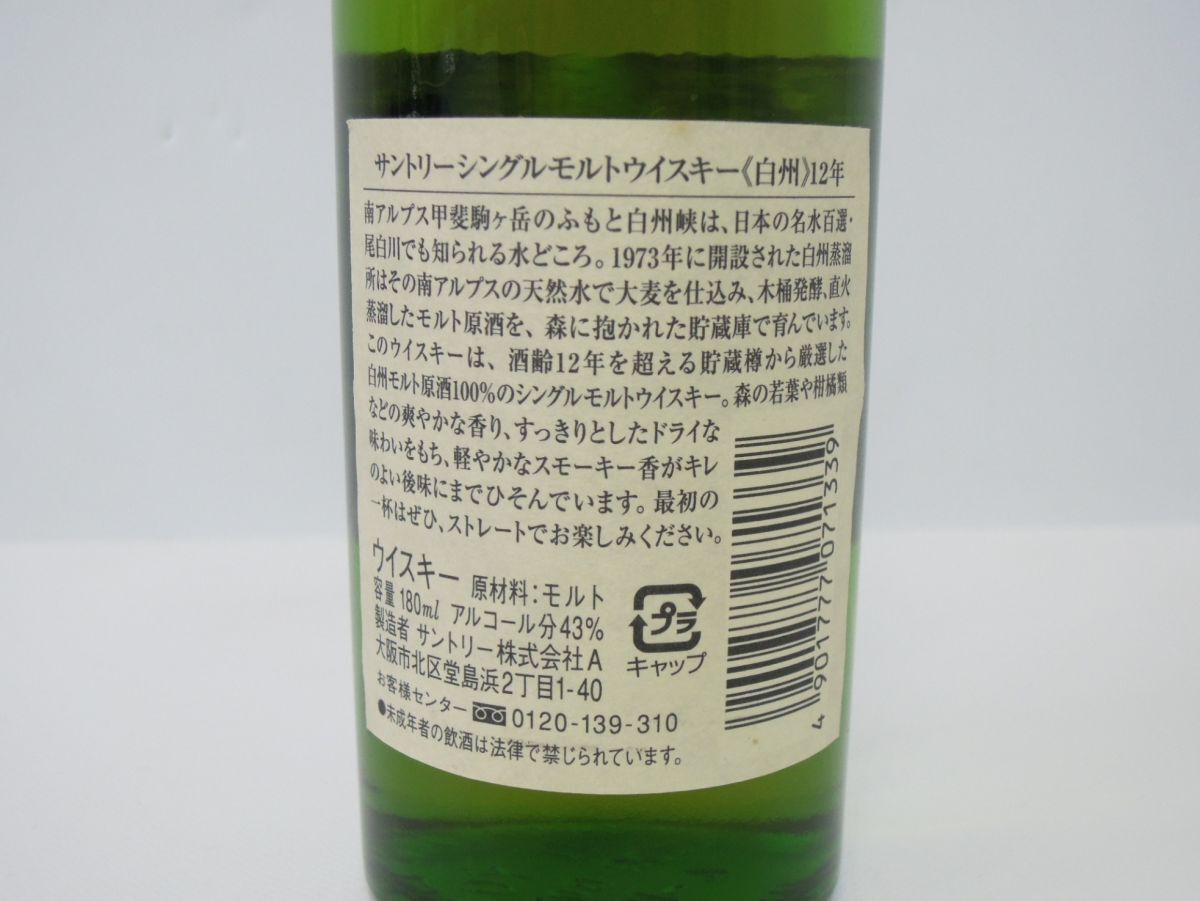 サントリーシングルモルトウイスキー《白州》12年
南アルプス甲斐駒ヶ岳のふもと白州峡は、日本の名水百選・
尾白川でも知られる水どころ。1973年に開設された白州蒸溜
所はその南アルプスの天然水で大麦を仕込み、木桶発酵、直火
蒸溜したモルト原酒を、森に抱かれた貯蔵庫で育んでいます。
このウイスキーは、酒齢12年を超える貯蔵樽から厳選した
白州モルト原酒100%のシングルモルトウイスキー。森の若葉や柑橘類
などの爽やかな香り、すっきりとしたドライな
味わいをもち、軽やかなスモーキー香がキレ
のよい後味にまでひそんでいます。最初の
一杯はぜひ、ストレートでお楽しみください。
ウイスキー 原材料:モルト
容量180ml アルコール分43%
製造者 サントリー株式会社A
大阪市北区堂島浜2丁目1-40
お客様センター 0120-139-310
●未成年者の飲酒は法律で禁じられています。
プラ
キャップ
4 901777 071339